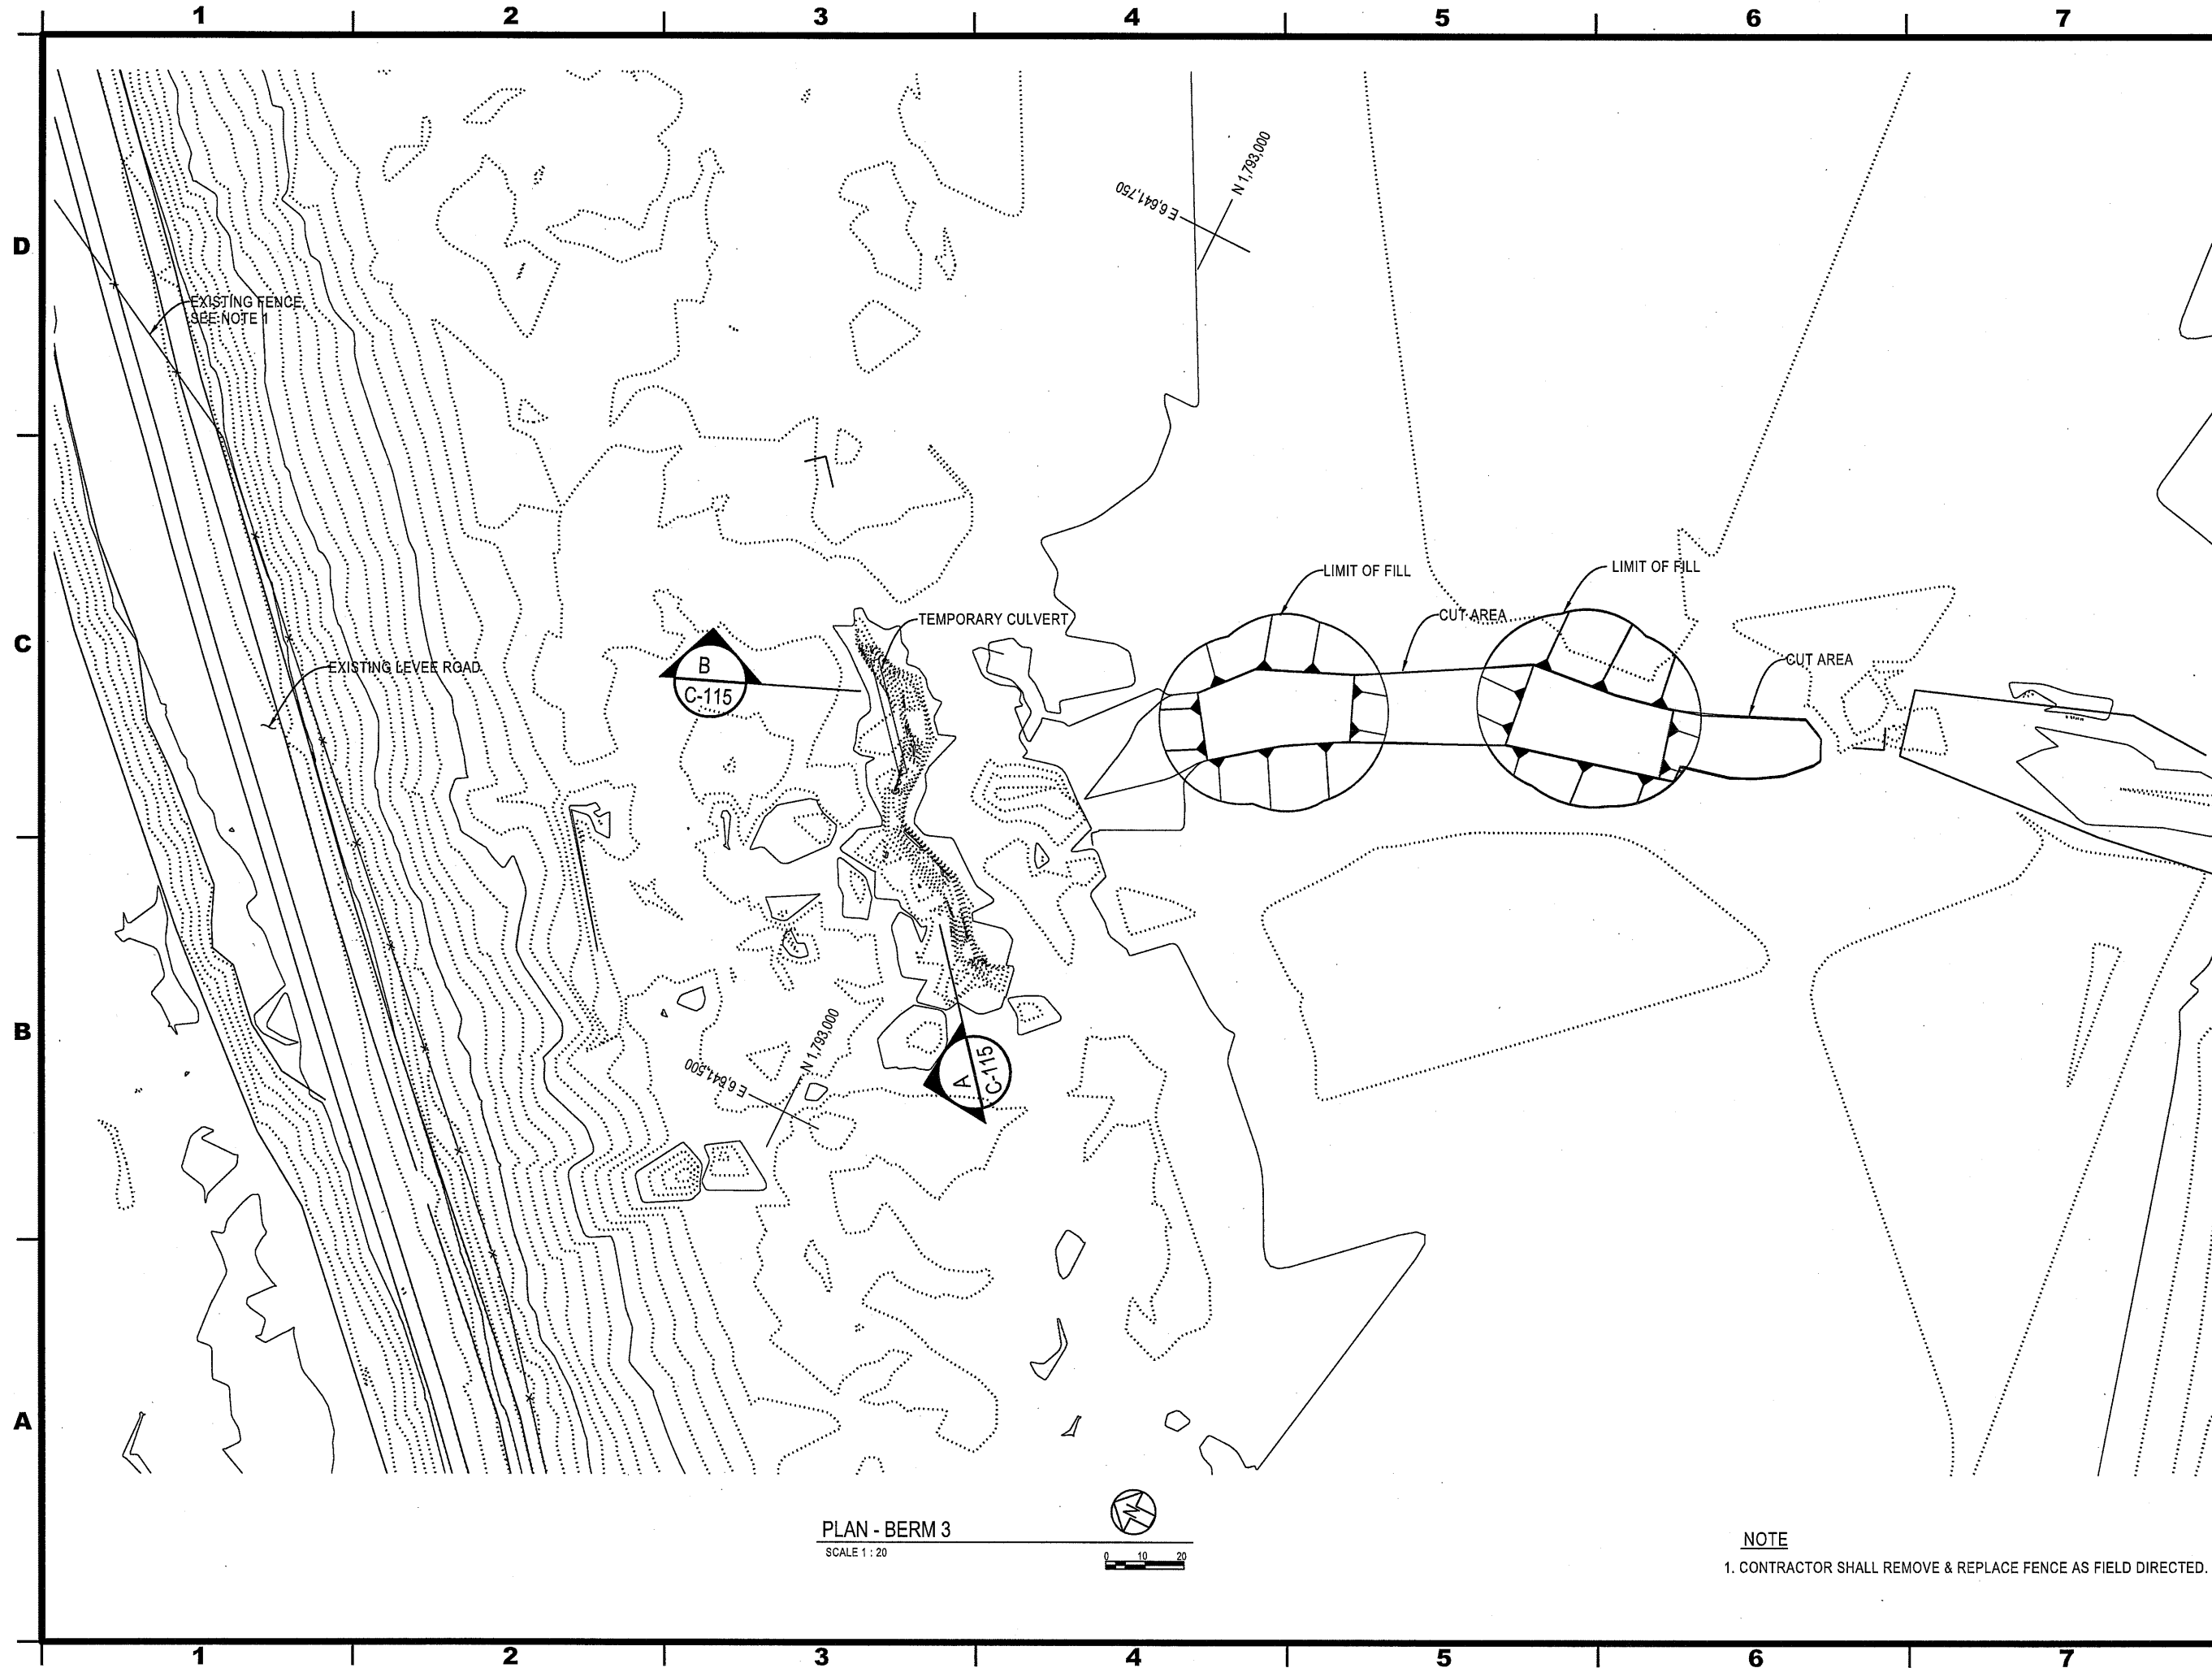 1 2 3 4 5 6 7
D
E 6,641,750
N 1,793,000
EXISTING FENCE,
SEE NOTE 1
LIMIT OF FILL
LIMIT OF FILL
CUT AREA
TEMPORARY CULVERT
C
B
C-115
EXISTING LEVEE ROAD
CUT AREA
B
N 1,793,000
E 6,641,500
A
C-115
A
PLAN - BERM 3
N
SCALE 1 : 20
0 10 20
NOTE
1. CONTRACTOR SHALL REMOVE & REPLACE FENCE AS FIELD DIRECTED.
1 2 3 4 5 6 7